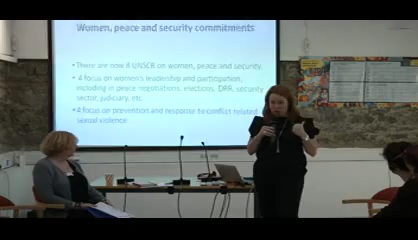 Women, peace and security commitments
• There are now 8 UNSCR on women, peace and security.
• 4 focus on women's leadership and participation,
including in peace negotiations, elections, DRR, security
sector, judiciary, etc.
• 4 focus on prevention and response to conflict related
sexual violence